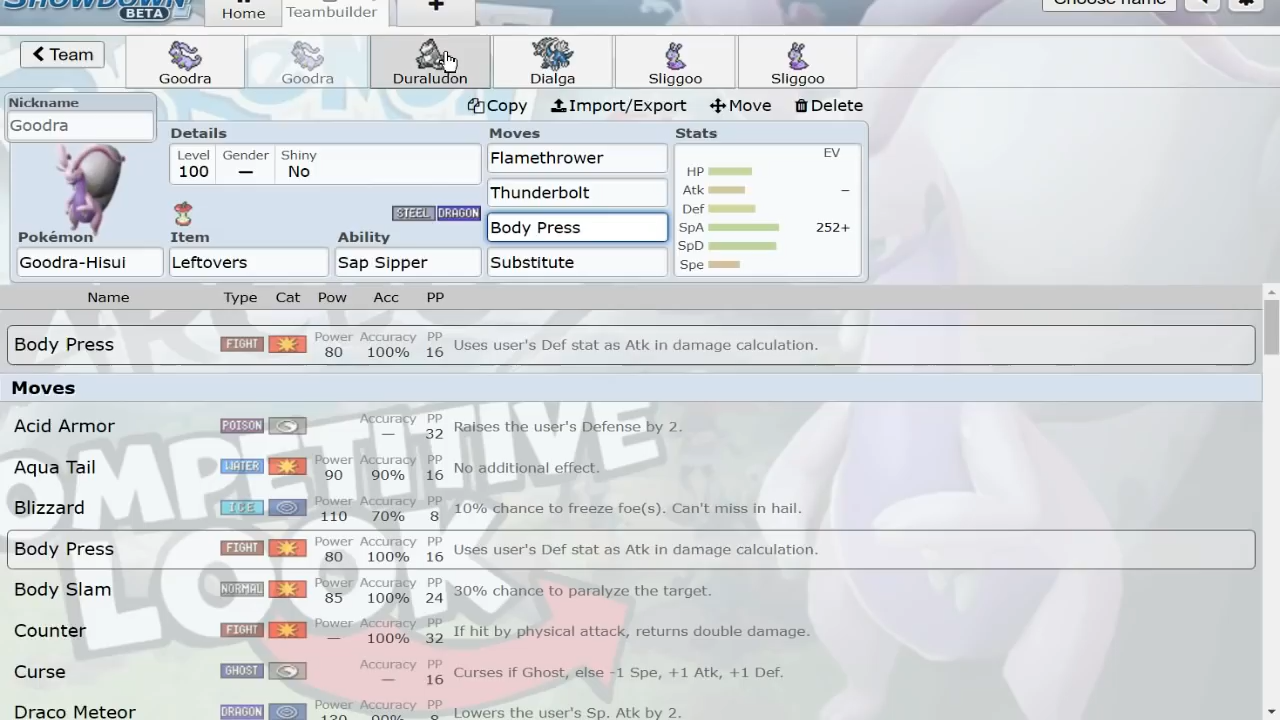 SHOWDOWN
BETA
Home
Teambuilder
+
Choose name
Team
Goodra
Goodra
Duraludon
Dialga
Sliggoo
Sliggoo
Nickname
Goodra
Copy Import/Export Move Delete
Details
Level Gender Shiny
100 — No
STEEL DRAGON
Pokémon Item Ability
Goodra-Hisui Leftovers Sap Sipper
Moves
Flamethrower
Thunderbolt
Body Press
Substitute
Stats
EV
HP
Atk –
Def
SpA 252+
SpD
Spe
Name Type Cat Pow Acc PP
Body Press FIGHT Power 80 Accuracy 100% PP 16 Uses user's Def stat as Atk in damage calculation.
Moves
Acid Armor POISON Accuracy — PP 32 Raises the user's Defense by 2.
Aqua Tail WATER Power 90 Accuracy 90% PP 16 No additional effect.
Blizzard ICE Power 110 Accuracy 70% PP 8 10% chance to freeze foe(s). Can't miss in hail.
Body Press FIGHT Power 80 Accuracy 100% PP 16 Uses user's Def stat as Atk in damage calculation.
Body Slam NORMAL Power 85 Accuracy 100% PP 24 30% chance to paralyze the target.
Counter FIGHT Power — Accuracy 100% PP 32 If hit by physical attack, returns double damage.
Curse GHOST Accuracy — PP 16 Curses if Ghost, else -1 Spe, +1 Atk, +1 Def.
Draco Meteor DRAGON Power 130 Accuracy 90% PP 8 Lowers the user's Sp. Atk by 2.
COMPETITIVE
LOOK